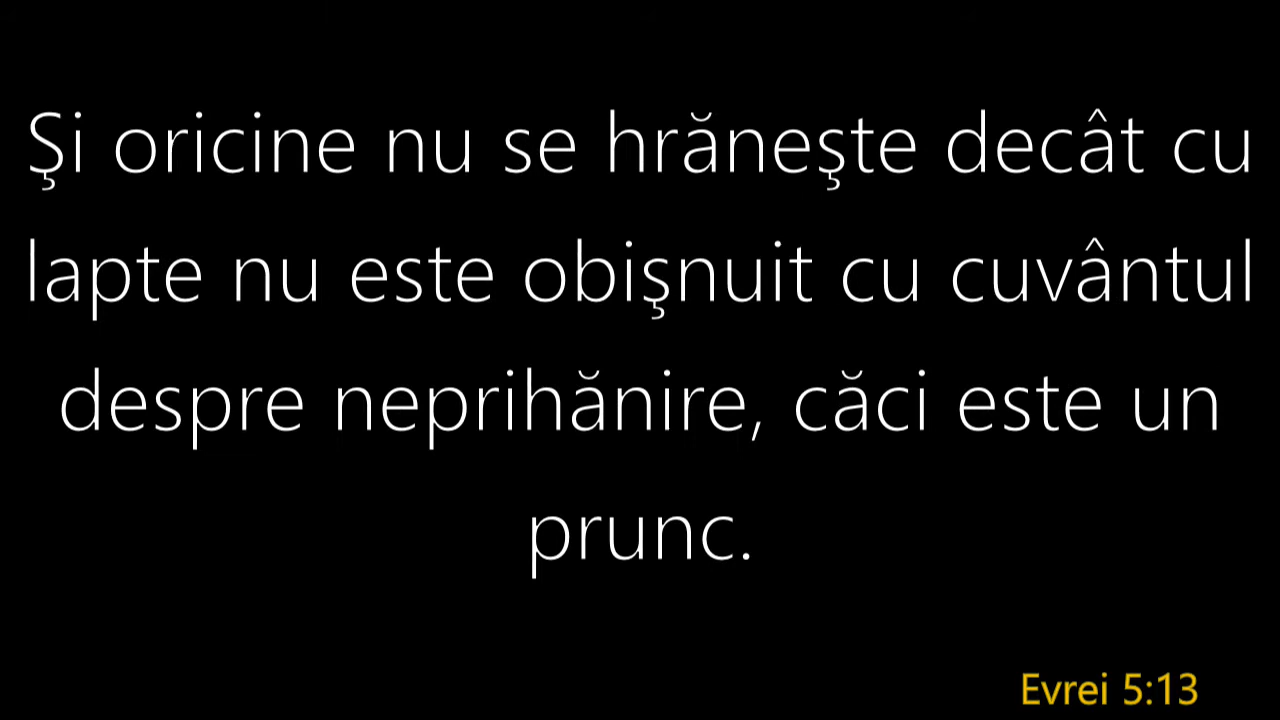 Şi oricine nu se hrăneşte decât cu
lapte nu este obişnuit cu cuvântul
despre neprihănire, căci este un
prunc.
Evrei 5:13